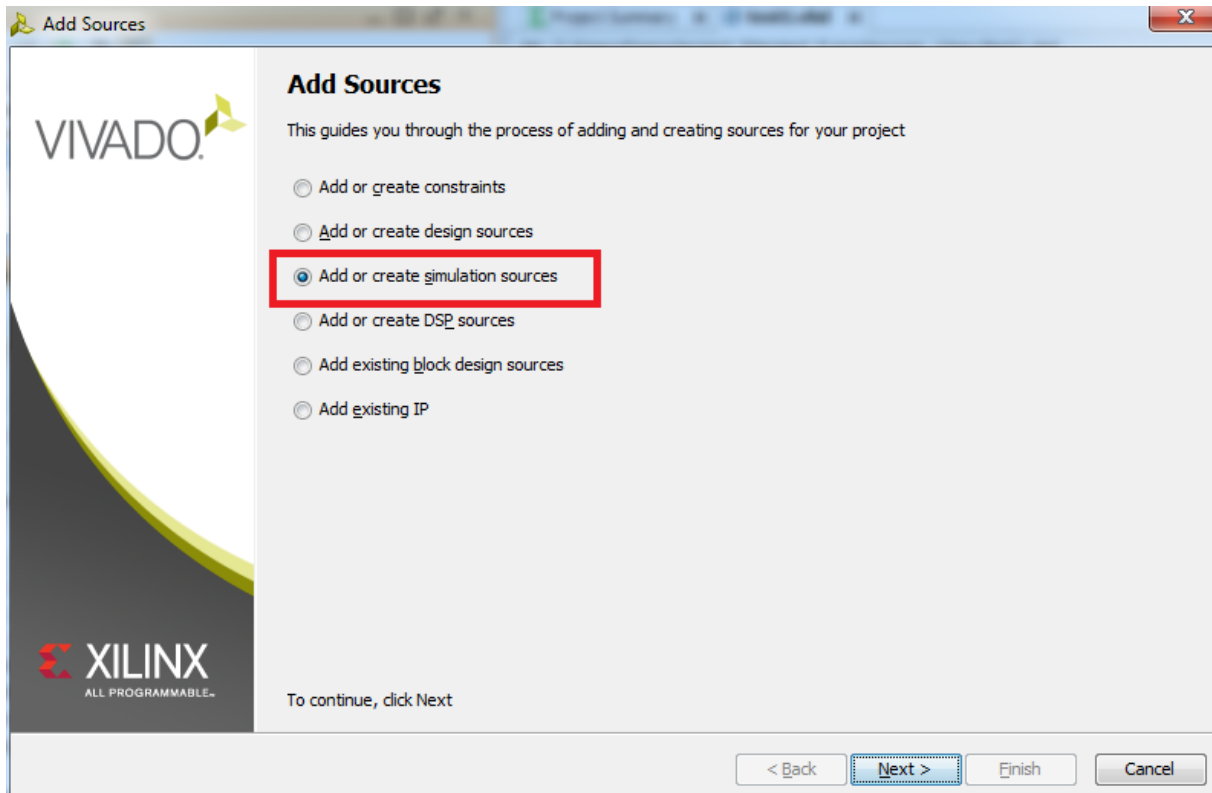 Add Sources
VIVADO.
Add Sources
This guides you through the process of adding and creating sources for your project
Add or create constraints
Add or create design sources
Add or create simulation sources
Add or create DSP sources
Add existing block design sources
Add existing IP
XILINX
ALL PROGRAMMABLE™
To continue, click Next
< Back Next > Finish Cancel